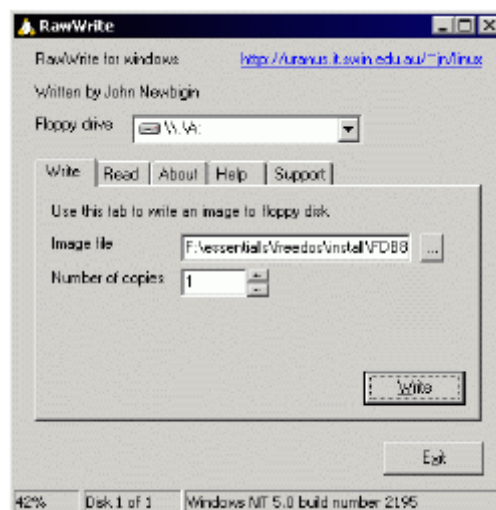 RawWrite
RawWrite for windows http://uranus.it.swin.edu.au/~jn/linux
Written by John Newbigin
Floppy drive \\.\A:
Write Read About Help Support
Use this tab to write an image to floppy disk
Image file F:\essentials\freedos\install\FDB8 ...
Number of copies 1
Write
Exit
42% Disk 1 of 1 Windows NT 5.0 build number 2195